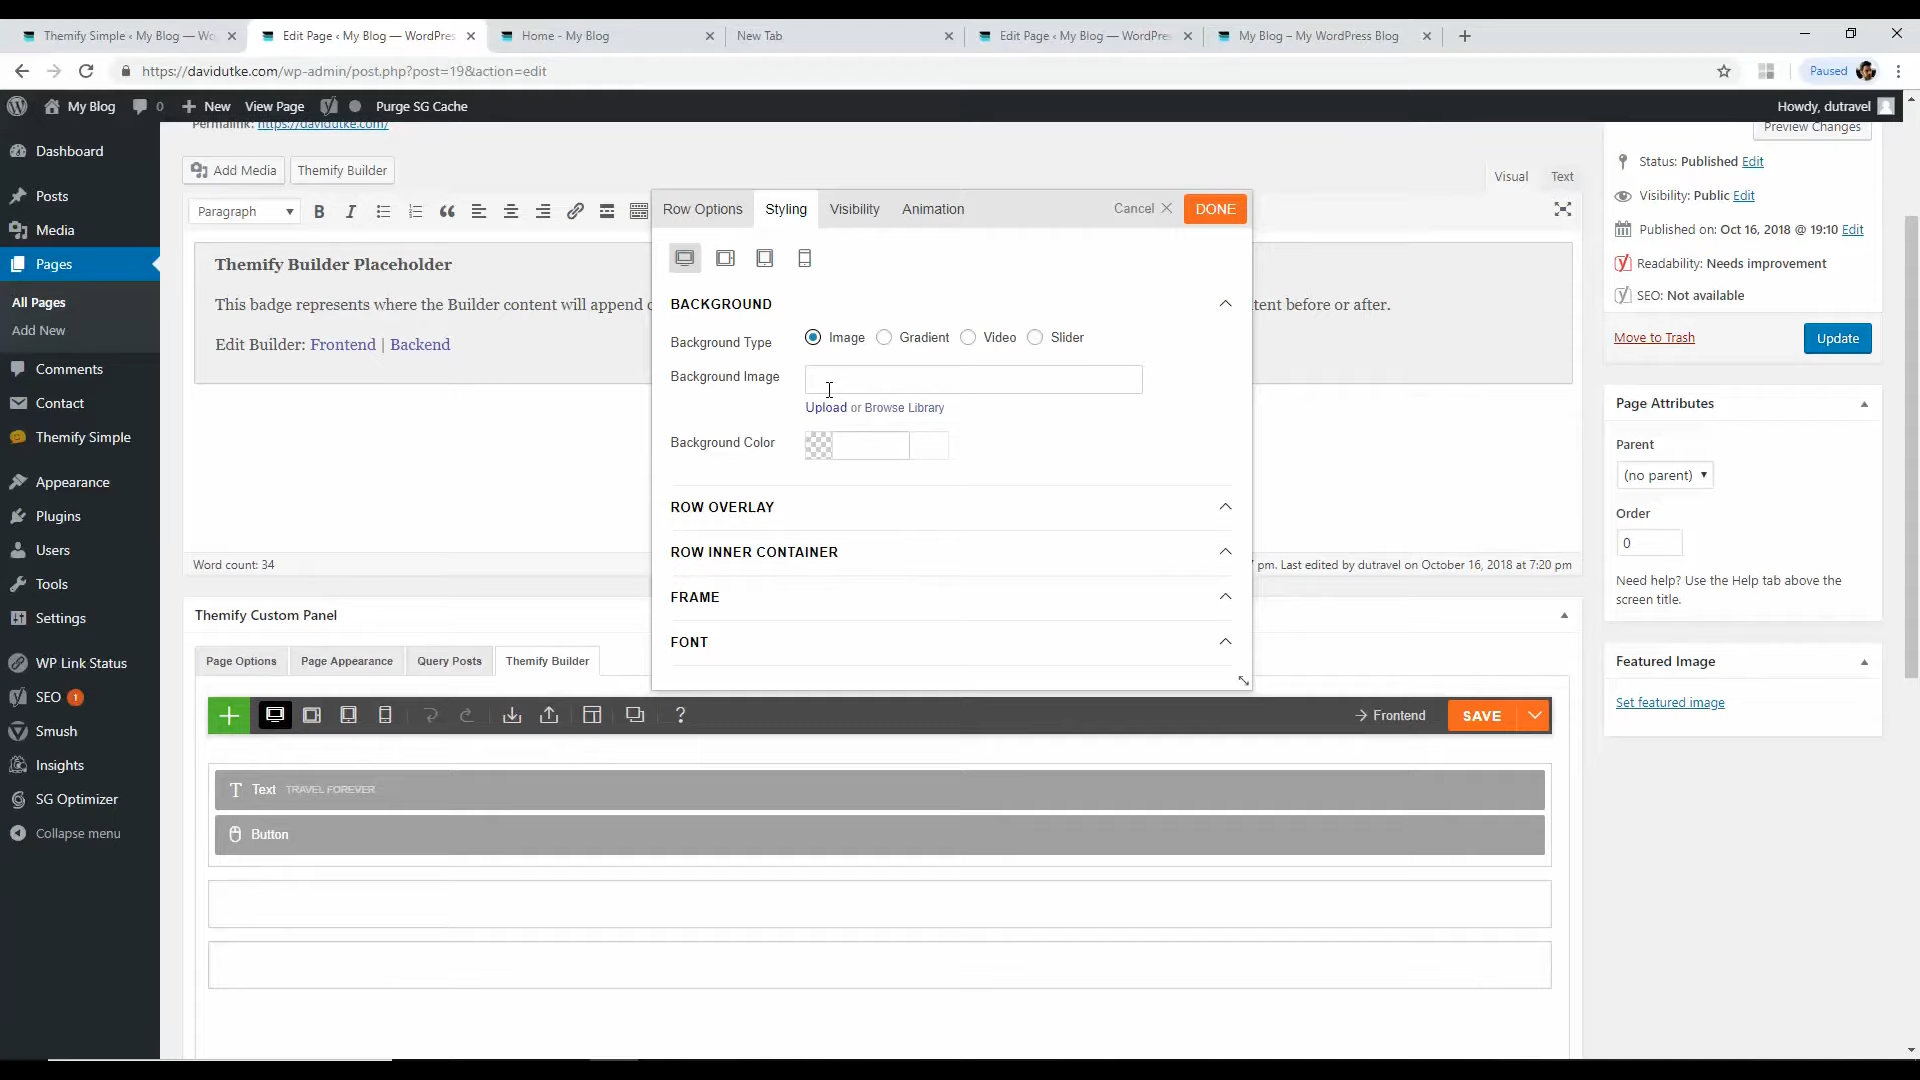 Themify Simple ‹ My Blog — Wo
Edit Page ‹ My Blog — WordPress
Home - My Blog
New Tab
Edit Page ‹ My Blog — WordPres
My Blog – My WordPress Blog
https://davidutke.com/wp-admin/post.php?post=19&action=edit
Paused
My Blog
0
New
View Page
Purge SG Cache
Howdy, dutravel
Dashboard
Posts
Media
Pages
All Pages
Add New
Comments
Contact
Themify Simple
Appearance
Plugins
Users
Tools
Settings
WP Link Status
SEO 1
Smush
Insights
SG Optimizer
Collapse menu
Permalink: https://davidutke.com/
Add Media
Themify Builder
Visual
Text
Paragraph
Themify Builder Placeholder
This badge represents where the Builder content will append
tent before or after.
Edit Builder: Frontend | Backend
Word count: 34
pm. Last edited by dutravel on October 16, 2018 at 7:20 pm
Row Options
Styling
Visibility
Animation
Cancel
DONE
BACKGROUND
Background Type
Image
Gradient
Video
Slider
Background Image
Upload or Browse Library
Background Color
ROW OVERLAY
ROW INNER CONTAINER
FRAME
FONT
Themify Custom Panel
Page Options
Page Appearance
Query Posts
Themify Builder
Frontend
SAVE
Text TRAVEL FOREVER
Button
Preview Changes
Status: Published Edit
Visibility: Public Edit
Published on: Oct 16, 2018 @ 19:10 Edit
Readability: Needs improvement
SEO: Not available
Move to Trash
Update
Page Attributes
Parent
(no parent)
Order
0
Need help? Use the Help tab above the
screen title.
Featured Image
Set featured image